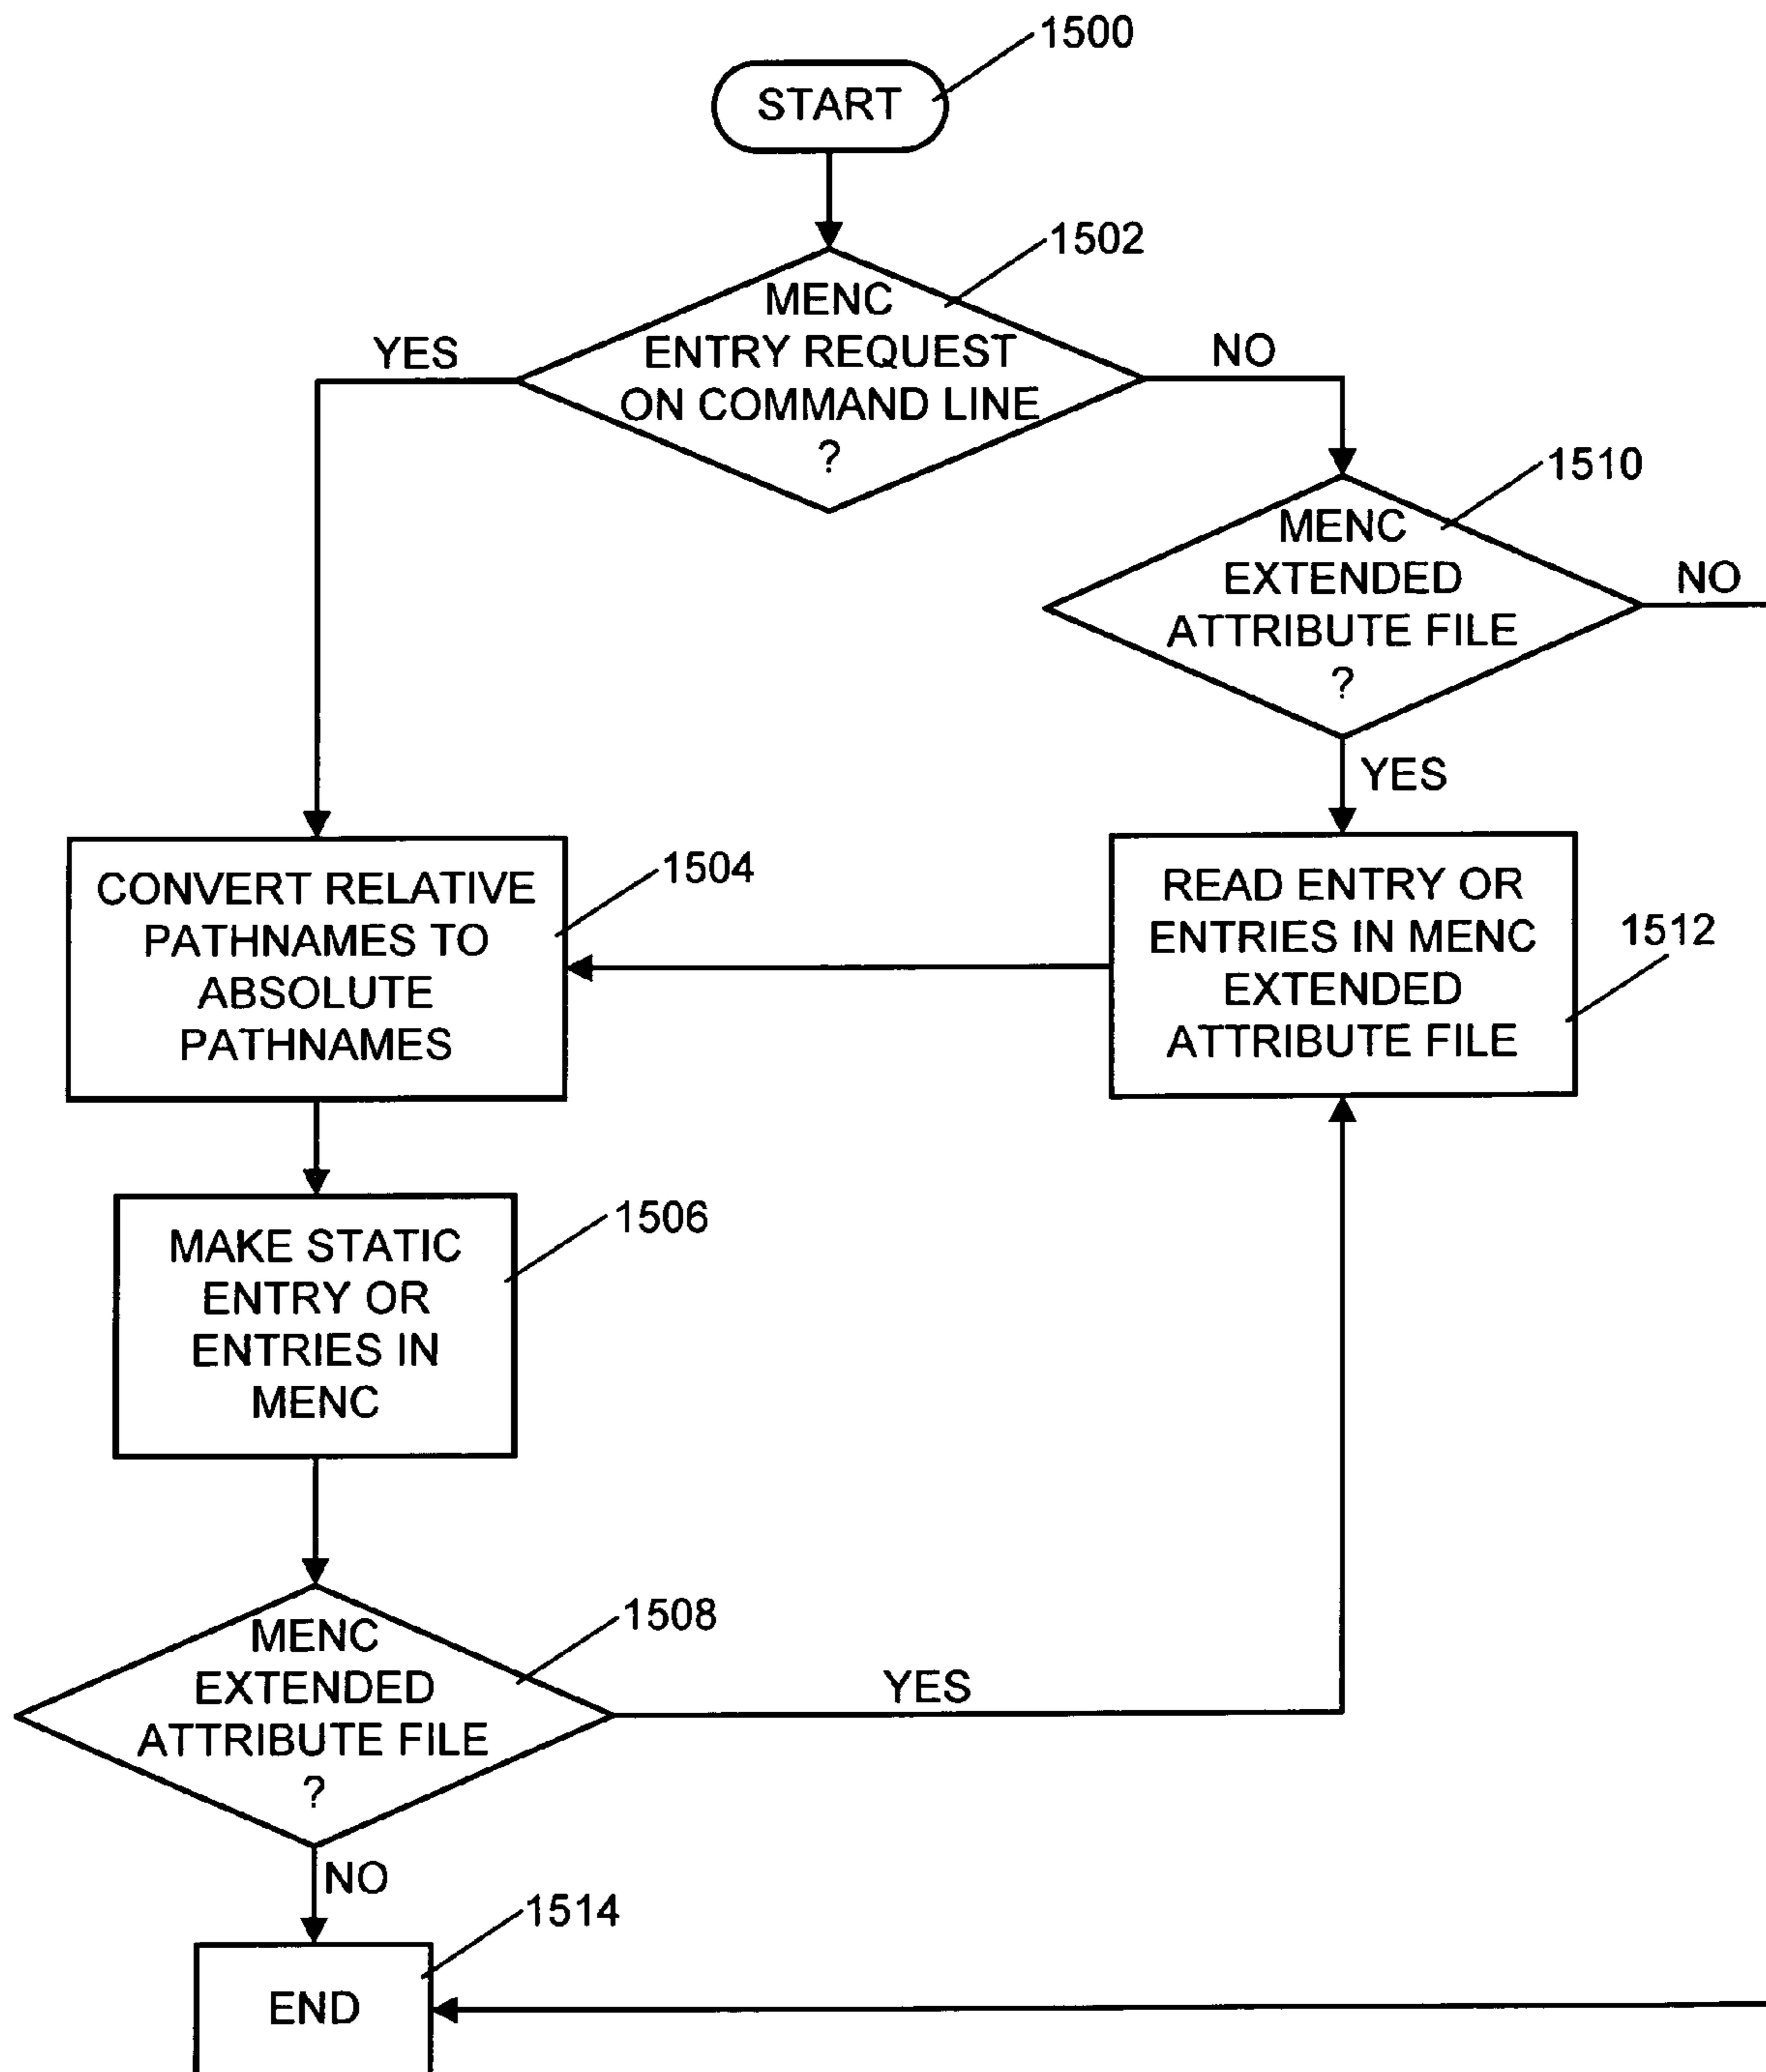 1500
START
1502
MENC
ENTRY REQUEST
ON COMMAND LINE
?
YES
NO
1510
MENC
EXTENDED
ATTRIBUTE FILE
?
NO
YES
1504
CONVERT RELATIVE
PATHNAMES TO
ABSOLUTE
PATHNAMES
READ ENTRY OR
ENTRIES IN MENC
EXTENDED
ATTRIBUTE FILE
1512
1506
MAKE STATIC
ENTRY OR
ENTRIES IN
MENC
1508
MENC
EXTENDED
ATTRIBUTE FILE
?
YES
NO
1514
END